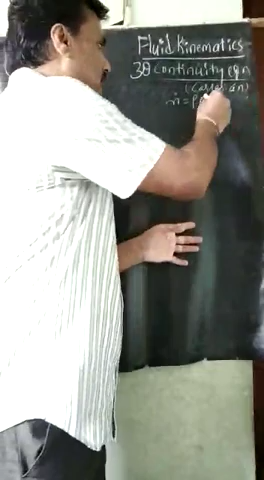 Fluid Kinematics
3D Continuity eqn
(Cartesian)
ṁ = ρ